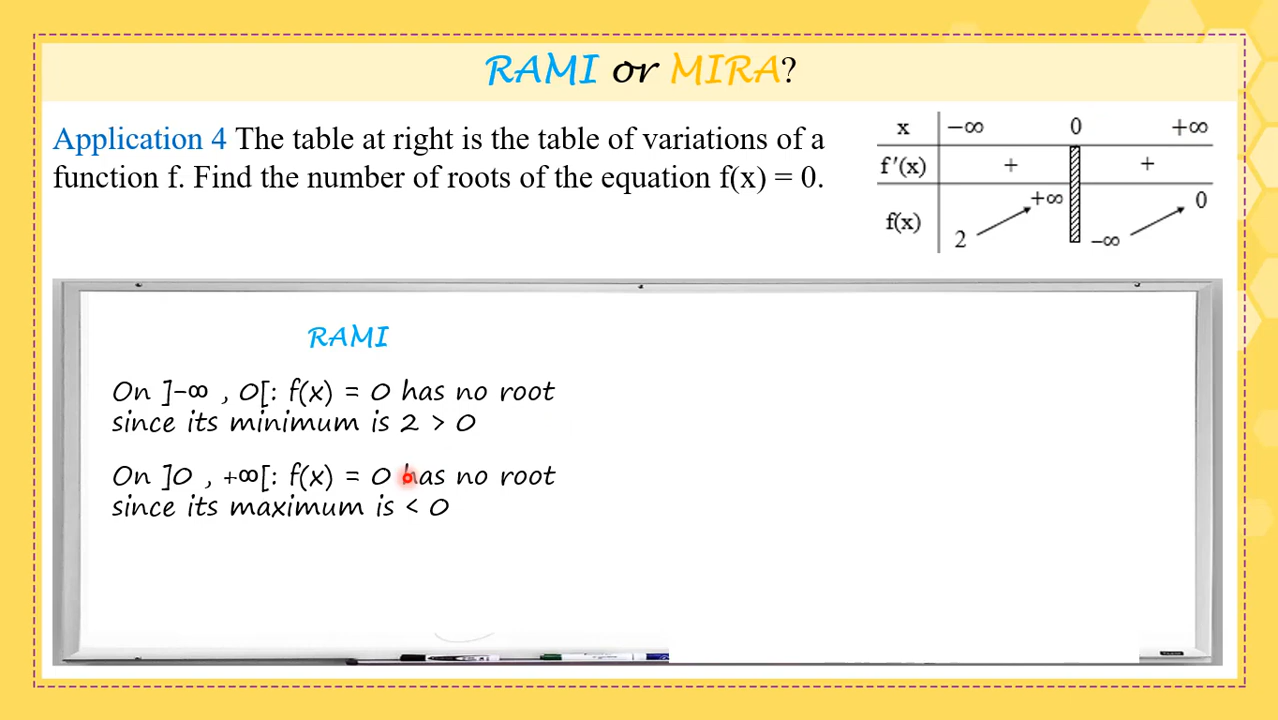 RAMI or MIRA?
Application 4 The table at right is the table of variations of a
function f. Find the number of roots of the equation f(x) = 0.
x −∞ 0 +∞
f'(x) + +
f(x) 2 +∞ −∞ 0
RAMI
On ]−∞ , 0[: f(x) = 0 has no root
since its minimum is 2 > 0
On ]0 , +∞[: f(x) = 0 has no root
since its maximum is < 0